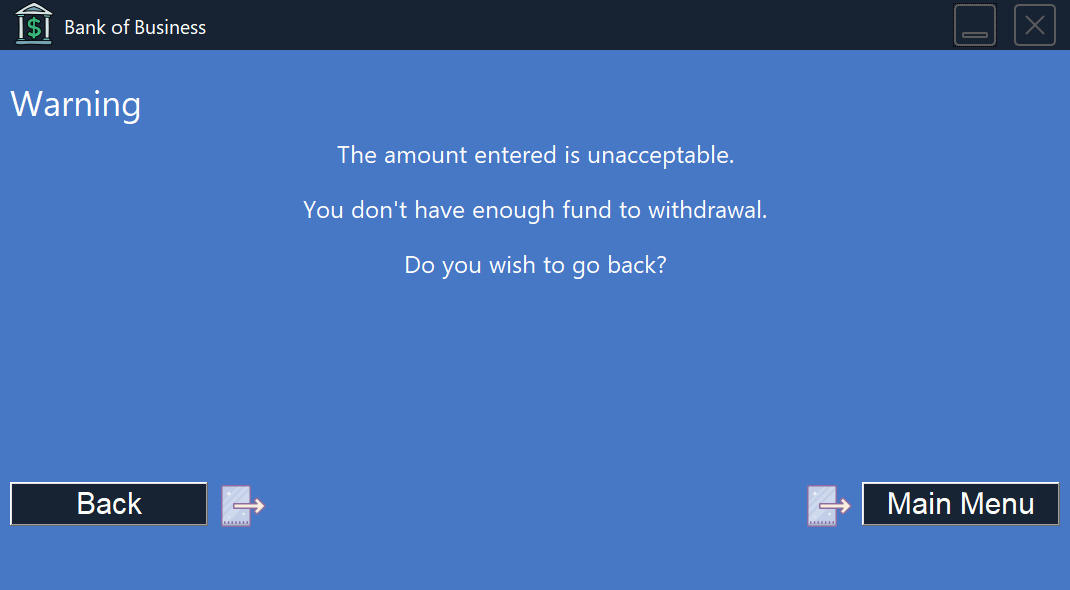 Bank of Business
Warning
The amount entered is unacceptable.
You don't have enough fund to withdrawal.
Do you wish to go back?
Back
Main Menu